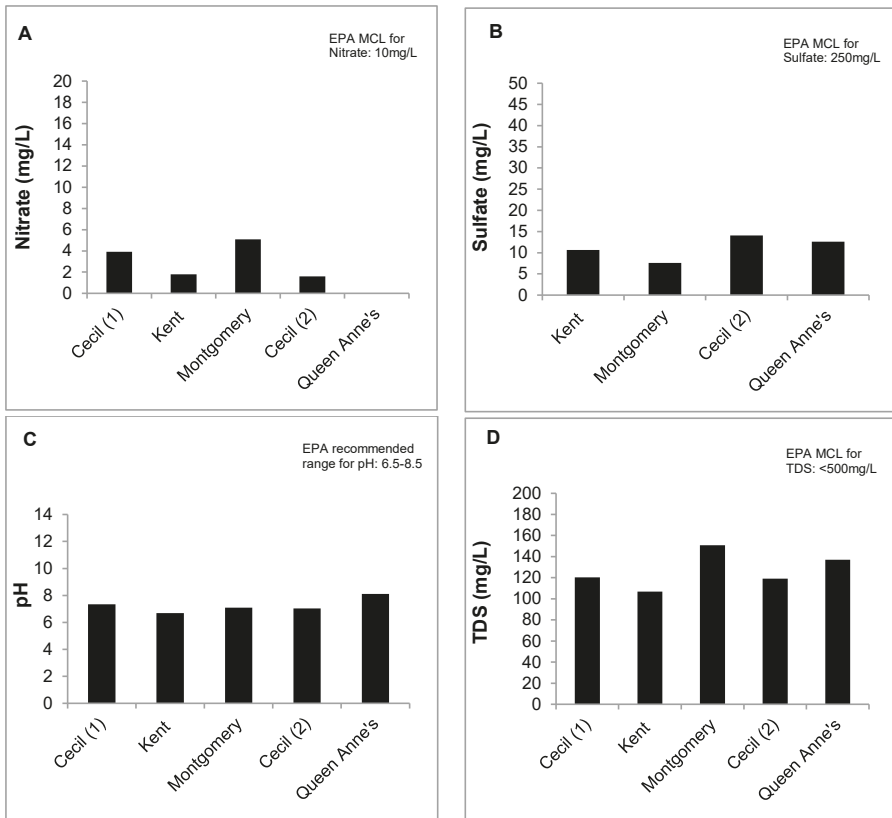 A
EPA MCL for
Nitrate: 10mg/L
Nitrate (mg/L)
20
18
16
14
12
10
8
6
4
2
0
Cecil (1)
Kent
Montgomery
Cecil (2)
Queen Anne's
B
EPA MCL for
Sulfate: 250mg/L
Sulfate (mg/L)
50
45
40
35
30
25
20
15
10
5
0
Kent
Montgomery
Cecil (2)
Queen Anne's
C
EPA recommended
range for pH: 6.5-8.5
pH
14
12
10
8
6
4
2
0
Cecil (1)
Kent
Montgomery
Cecil (2)
Queen Anne's
D
EPA MCL for
TDS: <500mg/L
TDS (mg/L)
200
180
160
140
120
100
80
60
40
20
0
Cecil (1)
Kent
Montgomery
Cecil (2)
Queen Anne's